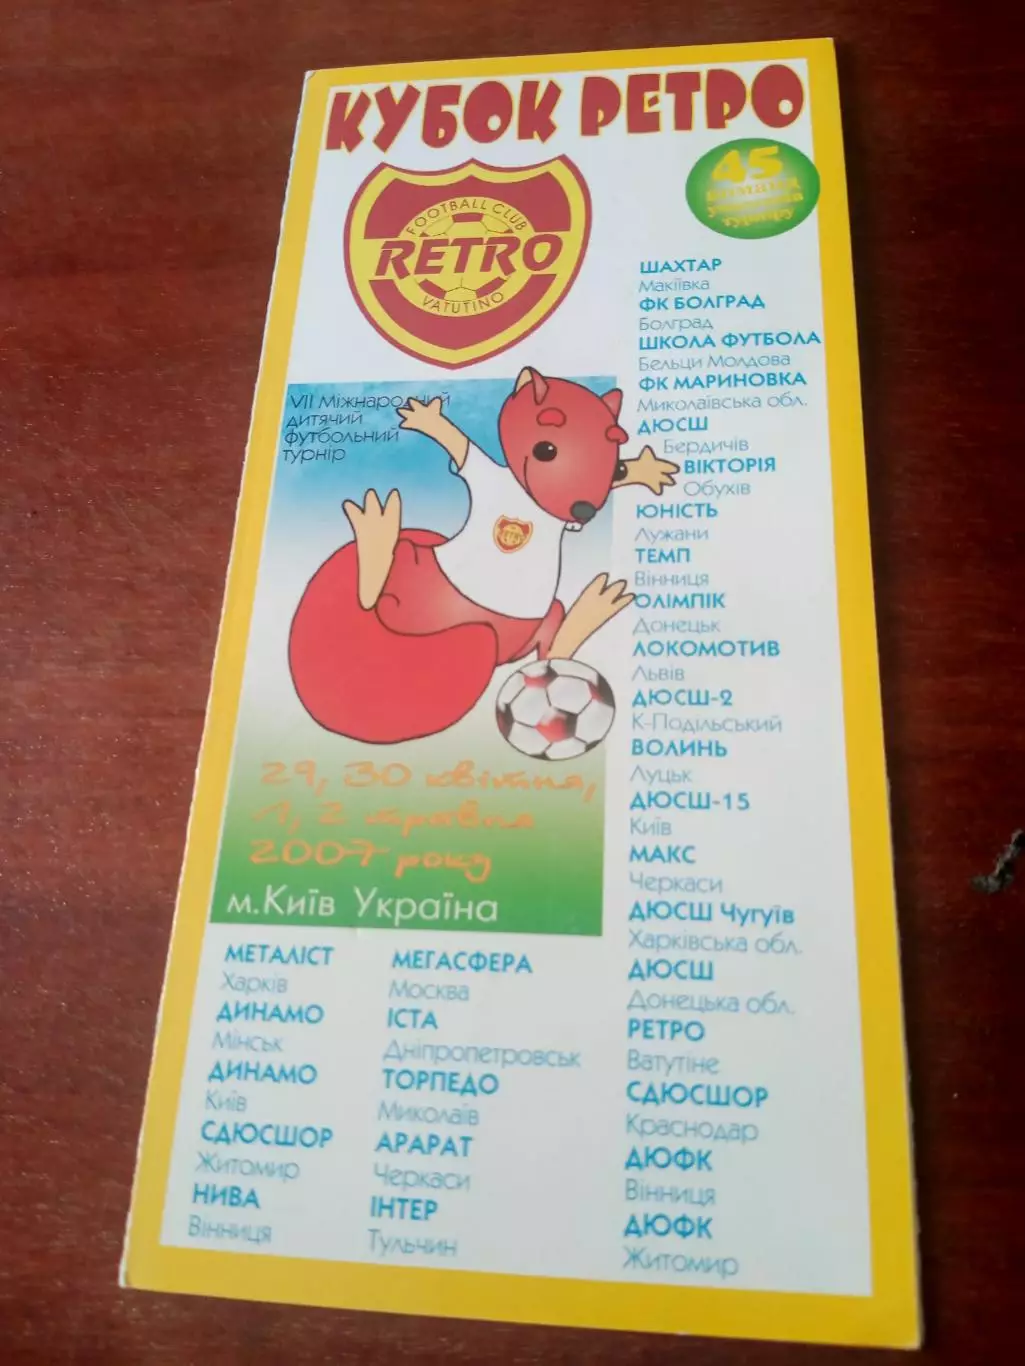 КУБОК РЕТРО
45
команд
учасників
турніру
FOOTBALL CLUB
RETRO
VATUTINO
VII Міжнародний
дитячий
футбольний
турнір
29, 30 квітня,
1, 2 травня
2007 року
м.Київ Україна
ШАХТАР
Макіївка
ФК БОЛГРАД
Болград
ШКОЛА ФУТБОЛА
Бельци Молдова
ФК МАРИНОВКА
Миколаївська обл.
ДЮСШ
Бердичів
ВІКТОРІЯ
Обухів
ЮНІСТЬ
Лужани
ТЕМП
Вінниця
ОЛІМПІК
Донецьк
ЛОКОМОТИВ
Львів
ДЮСШ-2
К-Подільський
ВОЛИНЬ
Луцьк
ДЮСШ-15
Київ
МАКС
Черкаси
ДЮСШ Чугуїв
Харківська обл.
ДЮСШ
Донецька обл.
РЕТРО
Ватутіне
СДЮСШОР
Краснодар
ДЮФК
Вінниця
ДЮФК
Житомир
МЕТАЛІСТ
Харків
ДИНАМО
Мінськ
ДИНАМО
Київ
СДЮСШОР
Житомир
НИВА
Вінниця
МЕГАСФЕРА
Москва
ІСТА
Дніпропетровськ
ТОРПЕДО
Миколаїв
АРАРАТ
Черкаси
ІНТЕР
Тульчин